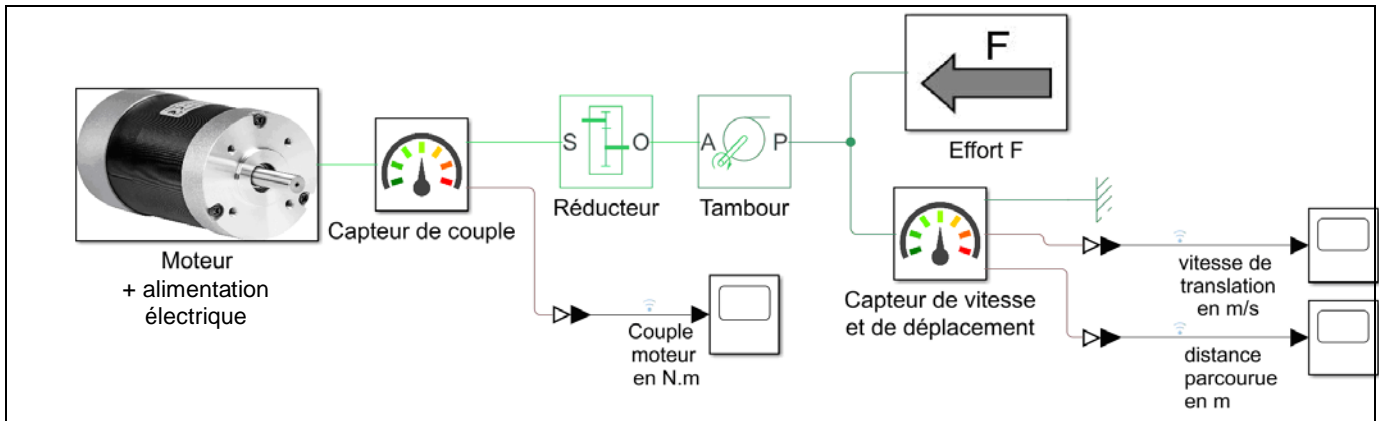 Moteur
+ alimentation
électrique
Capteur de couple
Couple
moteur
en N.m
S
O
Réducteur
A
P
Tambour
F
Effort F
Capteur de vitesse
et de déplacement
vitesse de
translation
en m/s
distance
parcourue
en m